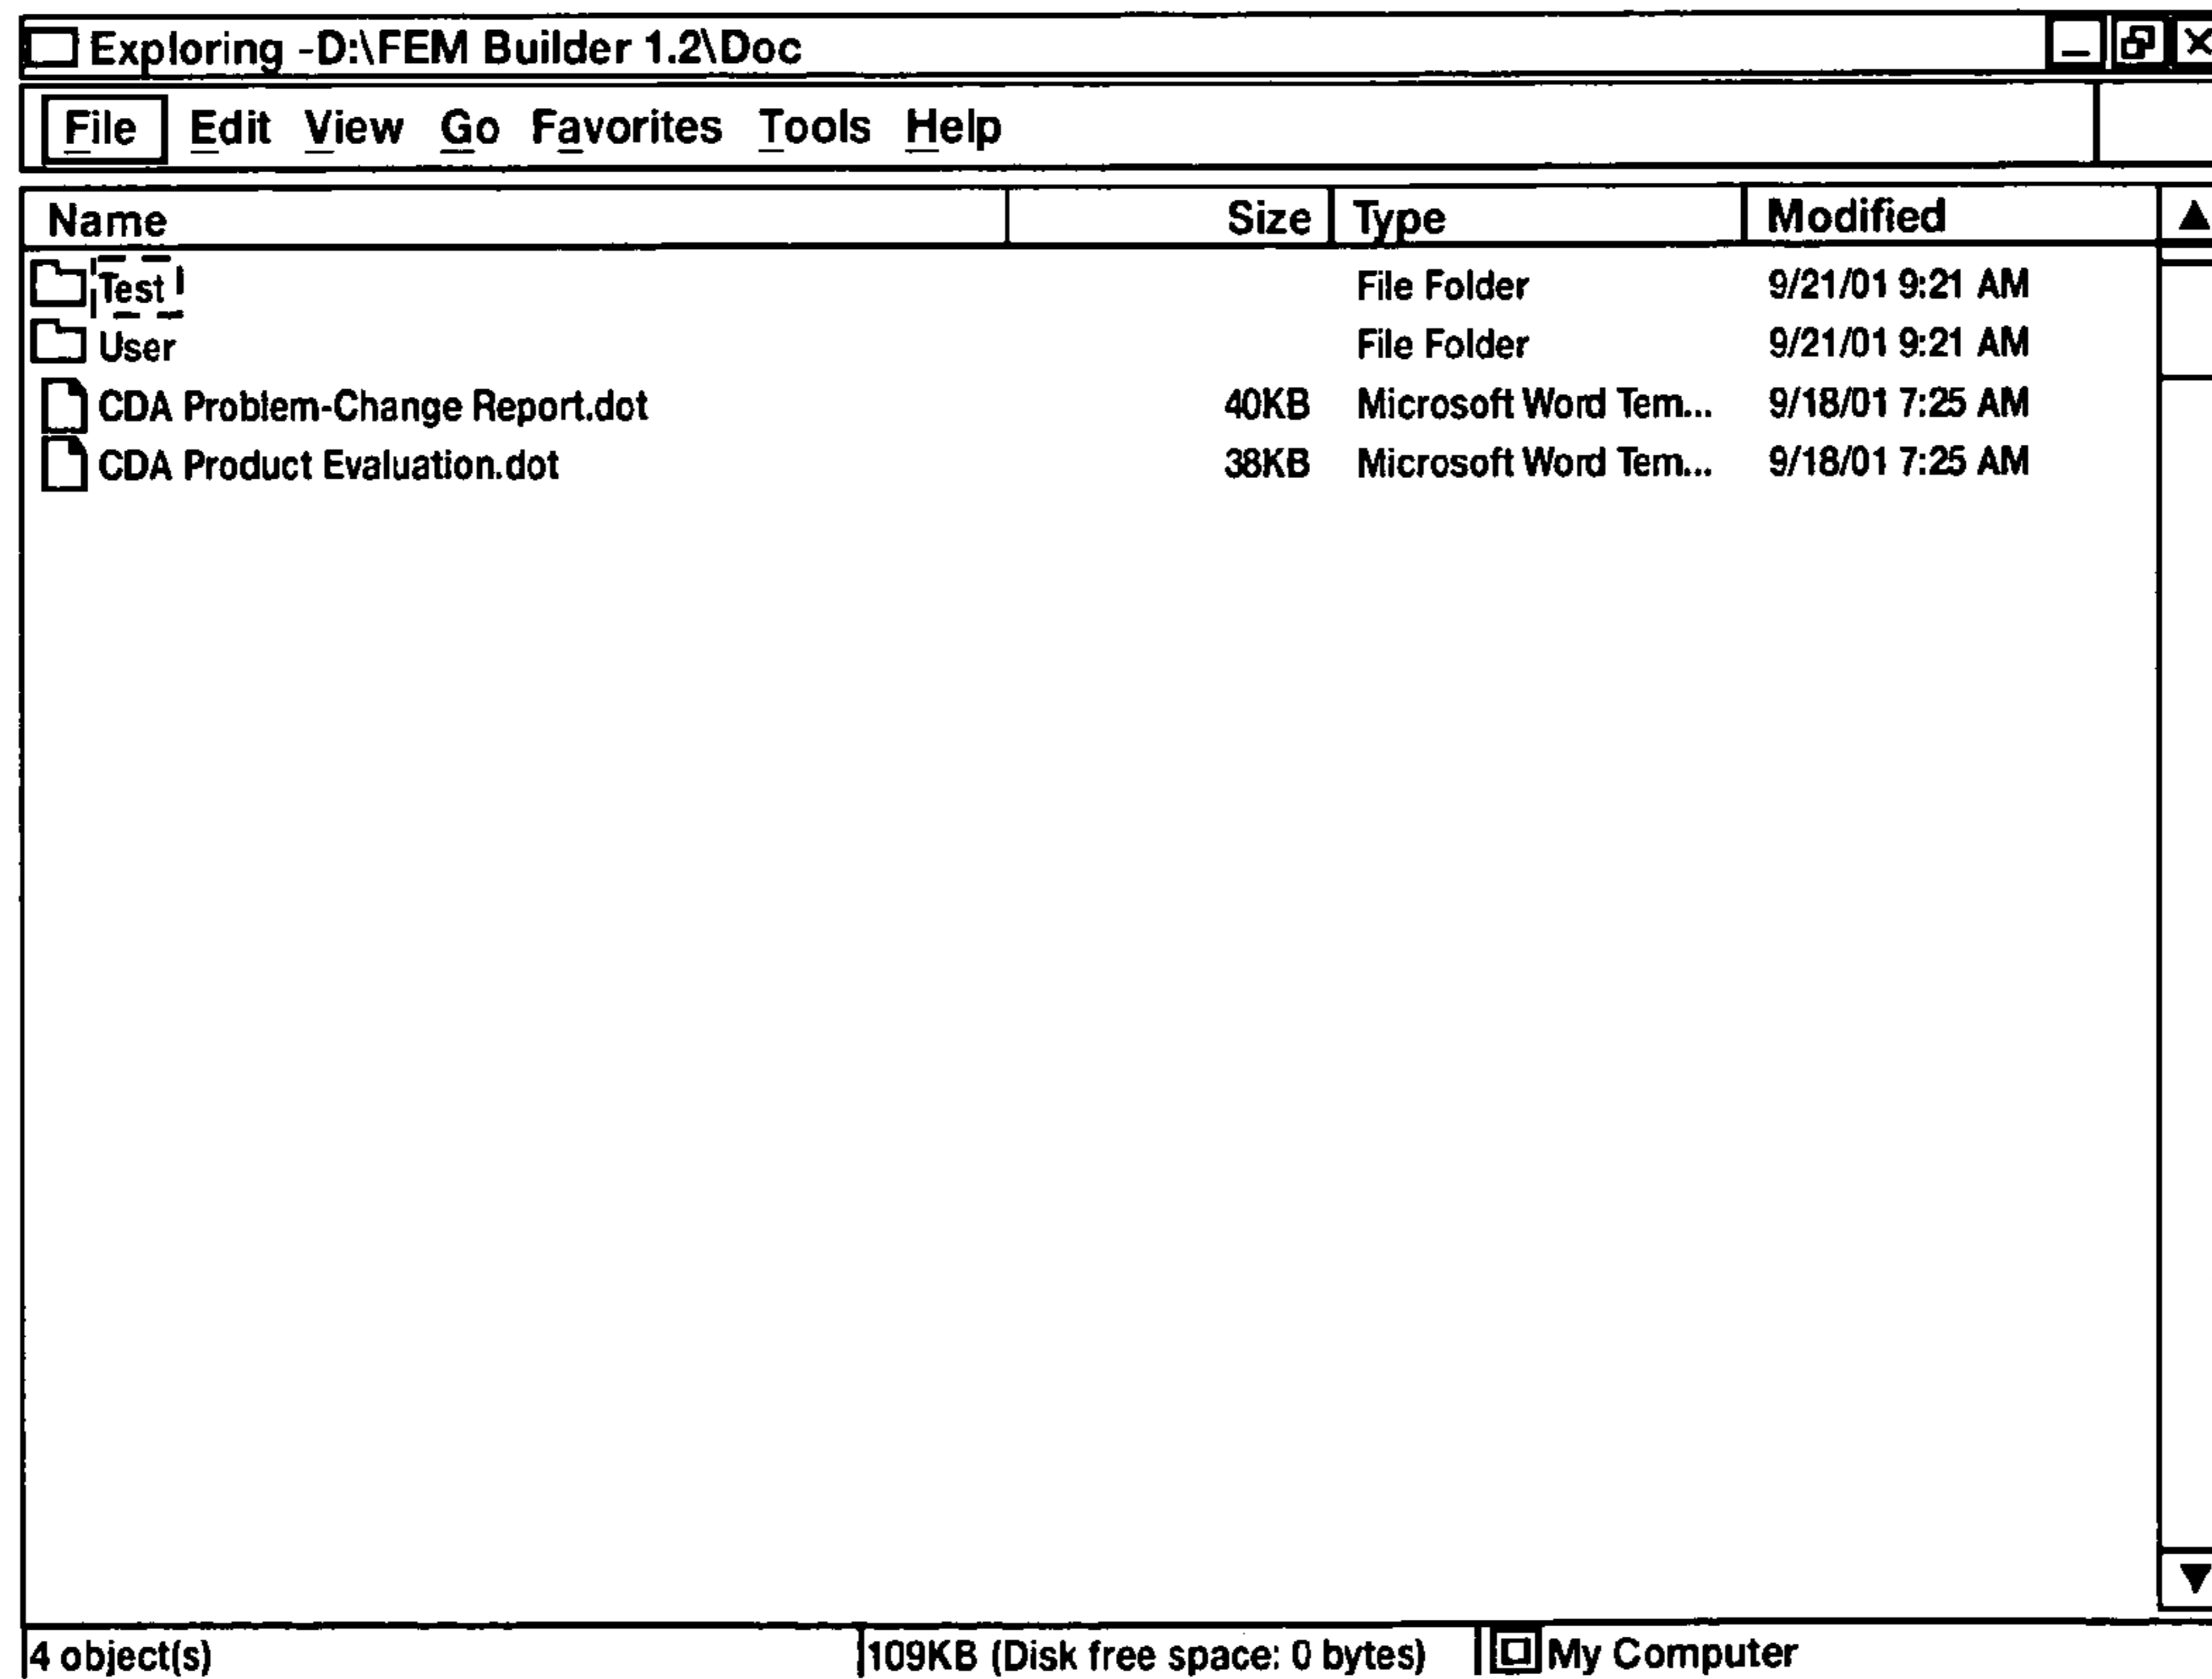 Exploring -D:\FEM Builder 1.2\Doc
File Edit View Go Favorites Tools Help
Name Size Type Modified
Test File Folder 9/21/01 9:21 AM
User File Folder 9/21/01 9:21 AM
CDA Problem-Change Report.dot 40KB Microsoft Word Tem... 9/18/01 7:25 AM
CDA Product Evaluation.dot 38KB Microsoft Word Tem... 9/18/01 7:25 AM
4 object(s) 109KB (Disk free space: 0 bytes) My Computer